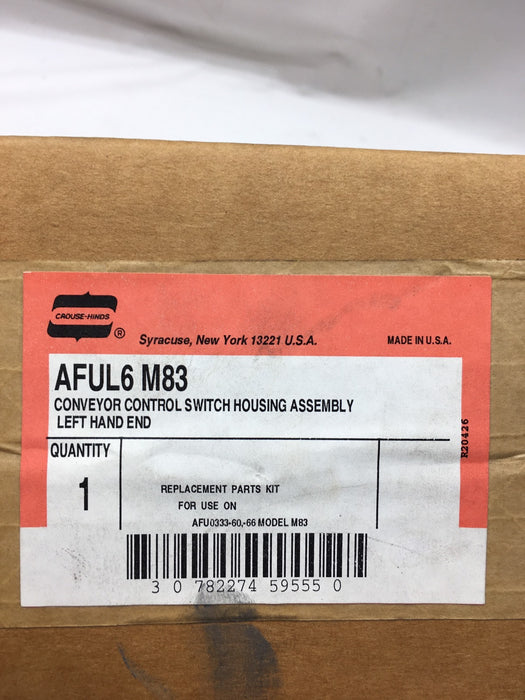 CROUSE-HINDS ®
Syracuse, New York 13221 U.S.A. MADE IN U.S.A.
AFUL6 M83
CONVEYOR CONTROL SWITCH HOUSING ASSEMBLY
LEFT HAND END
R20426
QUANTITY
1
REPLACEMENT PARTS KIT
FOR USE ON
AFU0333-60,-66 MODEL M83
3 0 782274 59555 0